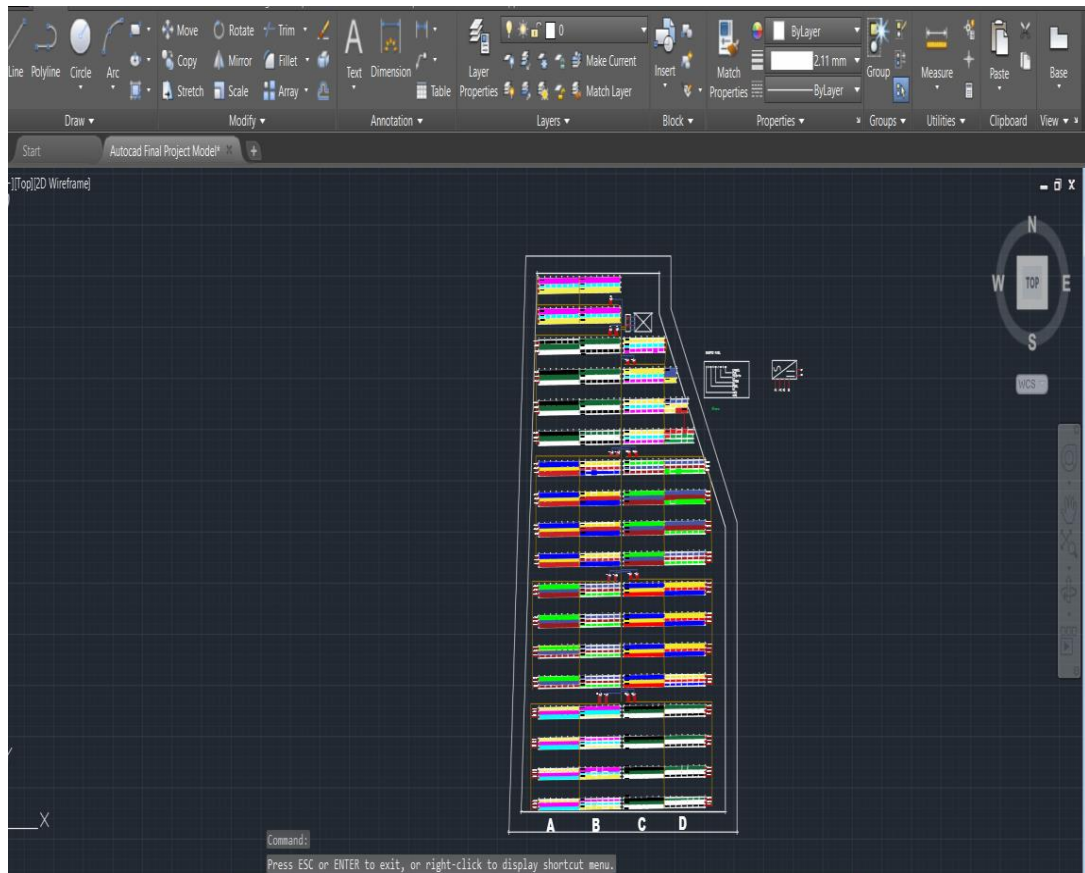 Move Rotate Trim
0
ByLayer
Line Polyline Circle Arc
Copy Mirror Fillet
Text Dimension
Layer
Properties
Make Current
Insert
Match
Properties
2.11 mm
Group
Measure
Paste
Base
Stretch Scale Array
Table
Match Layer
ByLayer
Draw Modify Annotation Layers Block Properties Groups Utilities Clipboard View
Start
Autocad Final Project Model*
][Top][2D Wireframe]
N
W TOP E
S
WCS
A B C D
X
Command:
Press ESC or ENTER to exit, or right-click to display shortcut menu.